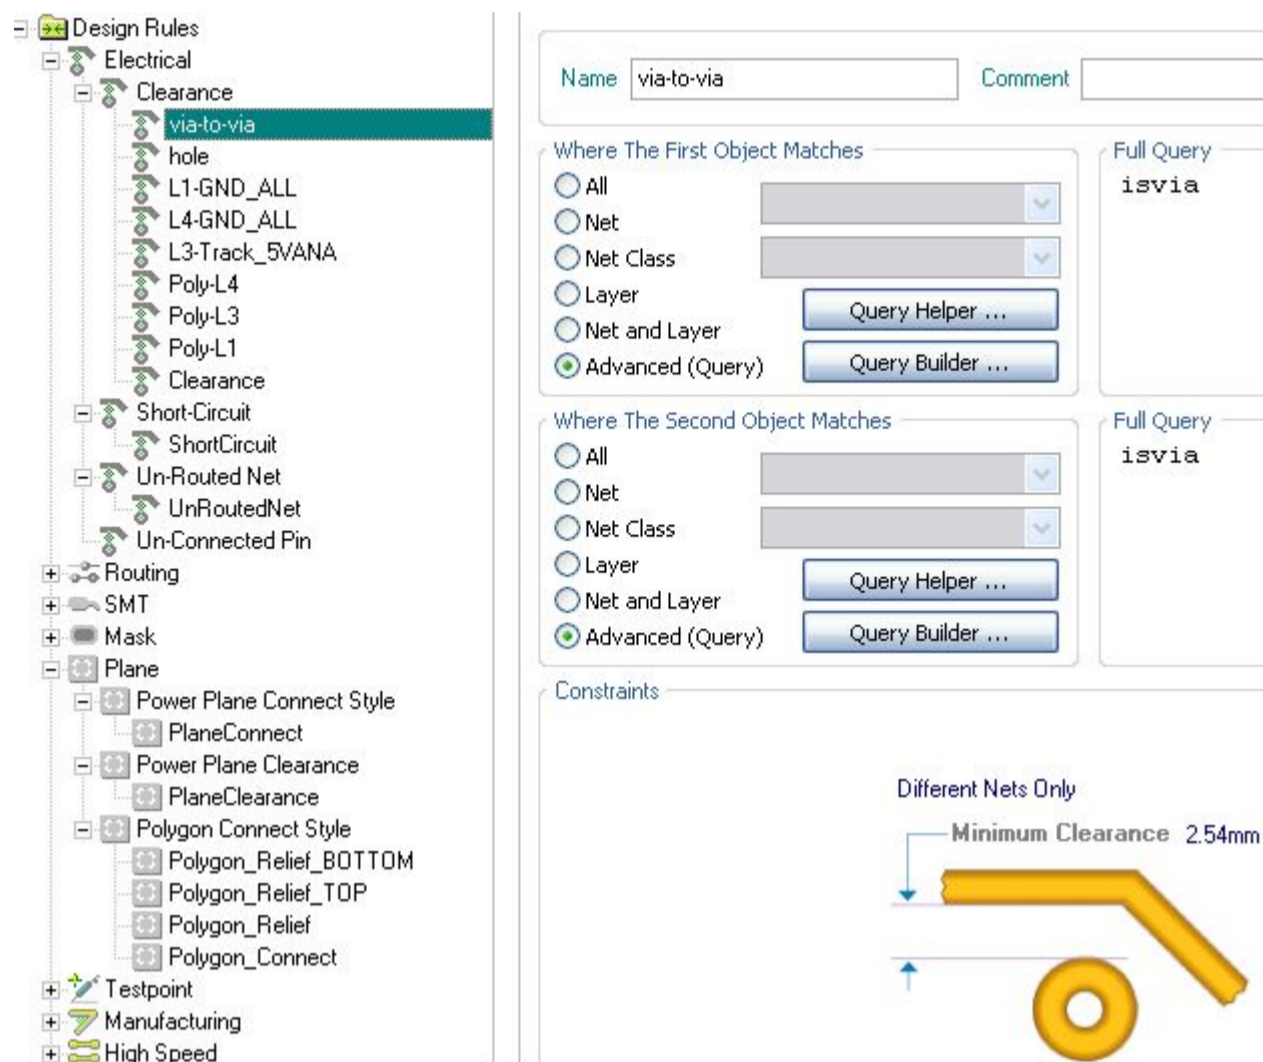 Design Rules
Electrical
Clearance
via-to-via
hole
L1-GND_ALL
L4-GND_ALL
L3-Track_5VANA
Poly-L4
Poly-L3
Poly-L1
Clearance
Short-Circuit
ShortCircuit
Un-Routed Net
UnRoutedNet
Un-Connected Pin
Routing
SMT
Mask
Plane
Power Plane Connect Style
PlaneConnect
Power Plane Clearance
PlaneClearance
Polygon Connect Style
Polygon_Relief_BOTTOM
Polygon_Relief_TOP
Polygon_Relief
Polygon_Connect
Testpoint
Manufacturing
High Speed
Name via-to-via Comment
Where The First Object Matches
All
Net
Net Class
Layer
Net and Layer
Advanced (Query)
Query Helper ...
Query Builder ...
Full Query
isvia
Where The Second Object Matches
All
Net
Net Class
Layer
Net and Layer
Advanced (Query)
Query Helper ...
Query Builder ...
Full Query
isvia
Constraints
Different Nets Only
Minimum Clearance 2.54mm